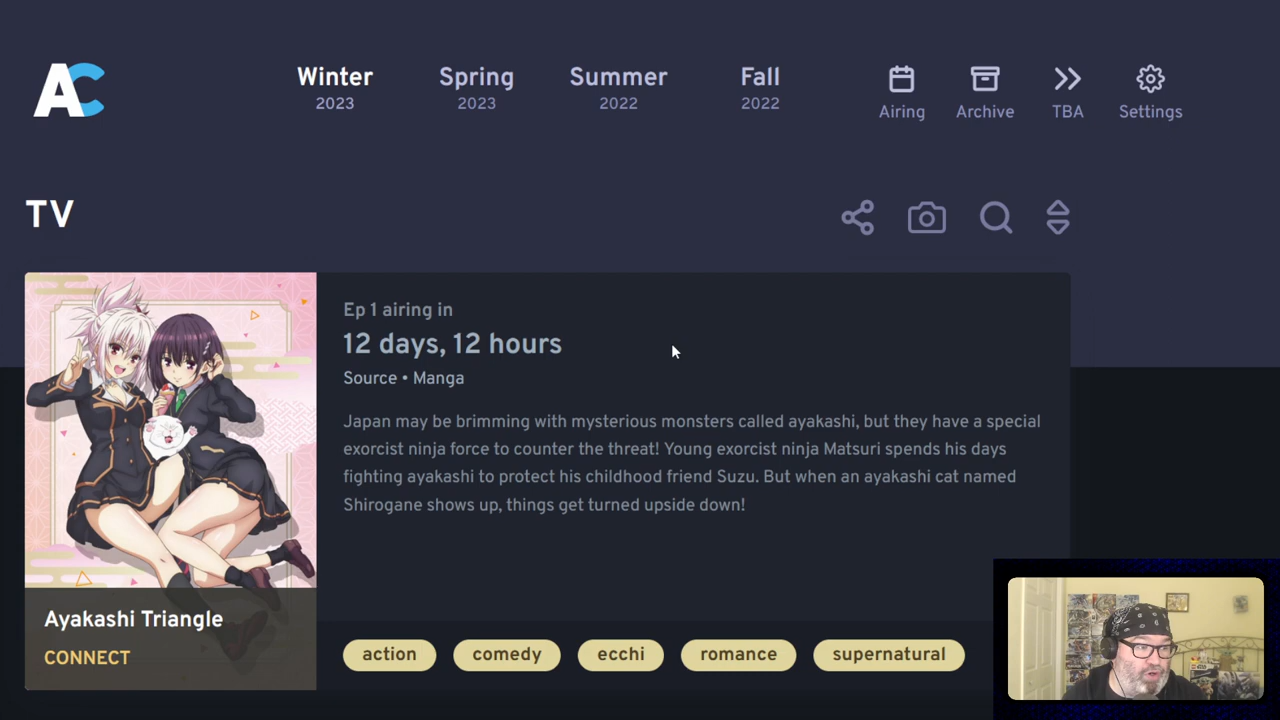 AC
Winter
2023
Spring
2023
Summer
2022
Fall
2022
Airing
Archive
TBA
Settings
TV
Ep 1 airing in
12 days, 12 hours
Source • Manga
Japan may be brimming with mysterious monsters called ayakashi, but they have a special
exorcist ninja force to counter the threat! Young exorcist ninja Matsuri spends his days
fighting ayakashi to protect his childhood friend Suzu. But when an ayakashi cat named
Shirogane shows up, things get turned upside down!
Ayakashi Triangle
CONNECT
action
comedy
ecchi
romance
supernatural